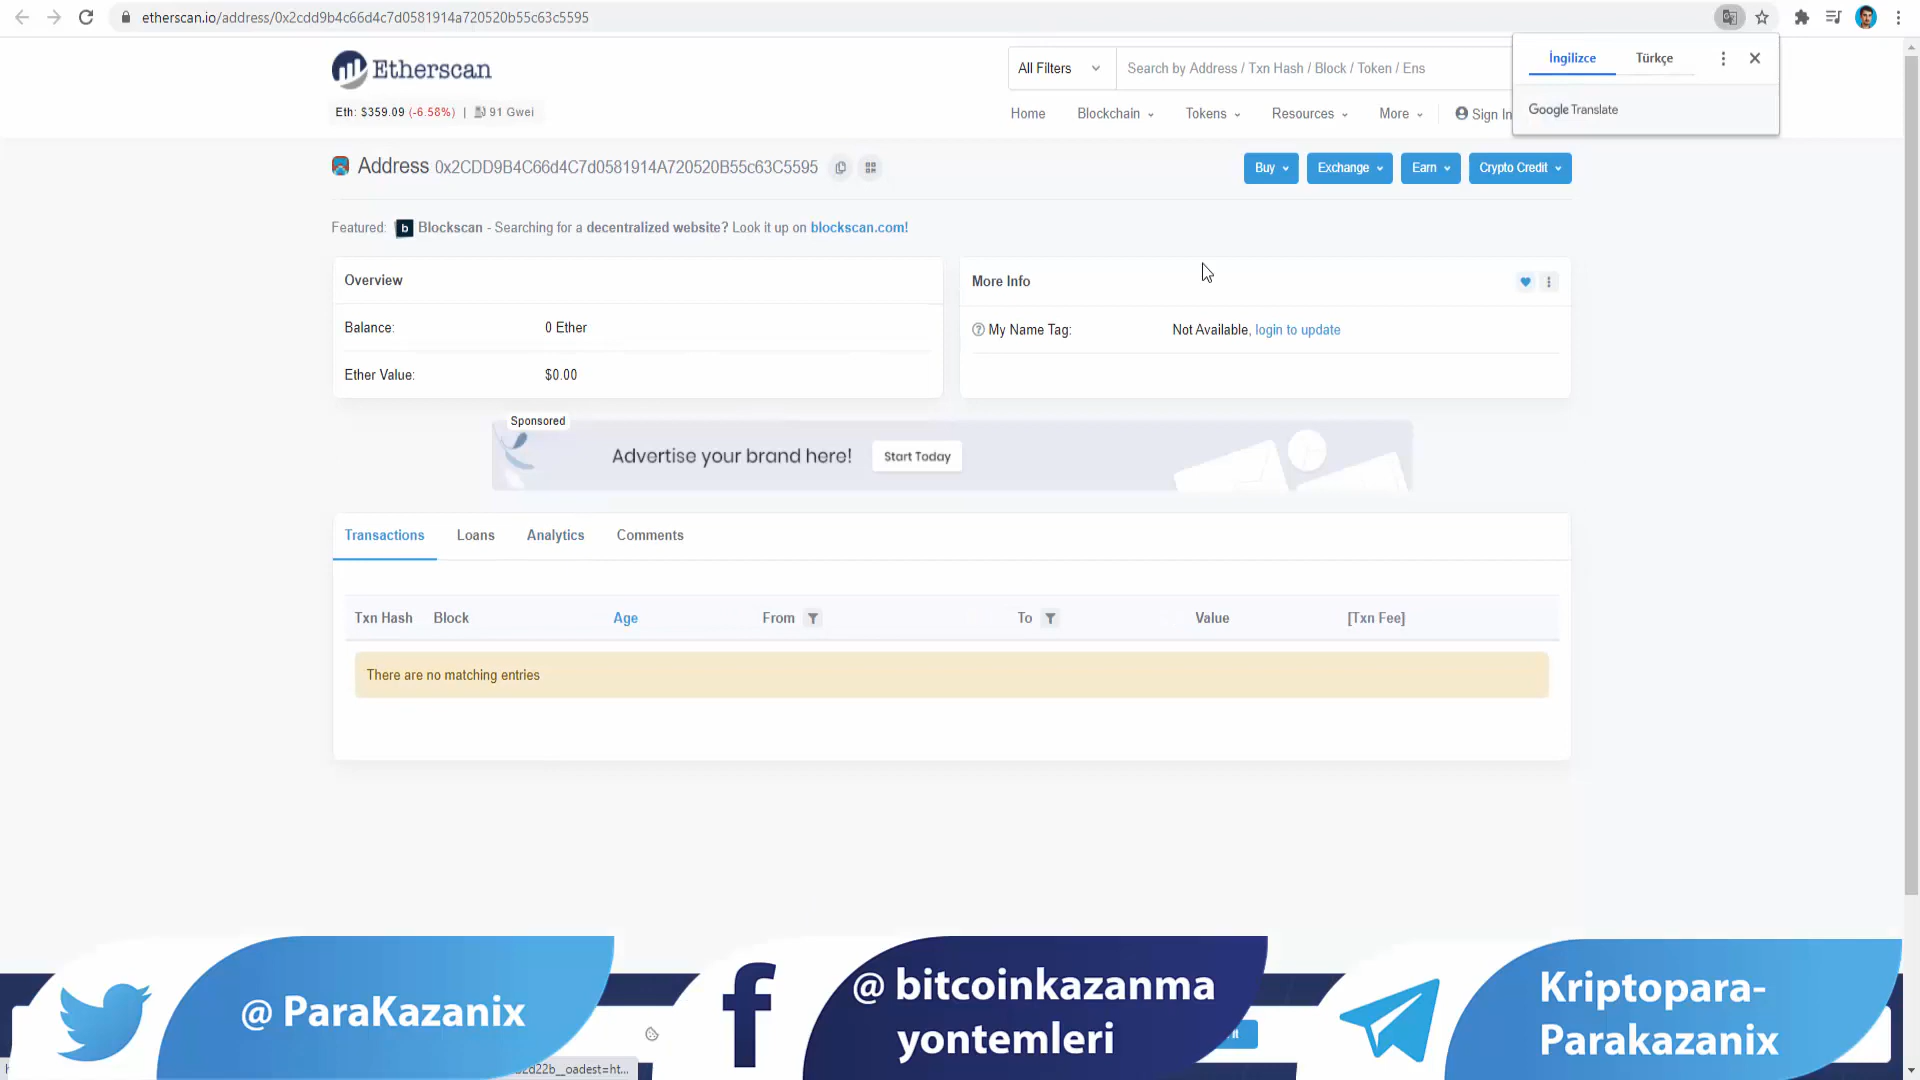 etherscan.io/address/0x2cdd9b4c66d4c7d0581914a720520b55c63c5595
İngilizce Türkçe
Google Translate
Etherscan
All Filters Search by Address / Txn Hash / Block / Token / Ens
Eth: $359.09 (-6.58%) | 91 Gwei
Home Blockchain Tokens Resources More Sign In
Address 0x2CDD9B4C66d4C7d0581914A720520B55c63C5595
Buy Exchange Earn Crypto Credit
Featured: Blockscan - Searching for a decentralized website? Look it up on blockscan.com!
Overview
Balance: 0 Ether
Ether Value: $0.00
More Info
My Name Tag: Not Available, login to update
Sponsored
Advertise your brand here! Start Today
Transactions Loans Analytics Comments
Txn Hash Block Age From To Value [Txn Fee]
There are no matching entries
@ ParaKazanix
@ bitcoinkazanma
yontemleri
Kriptopara-
Parakazanix